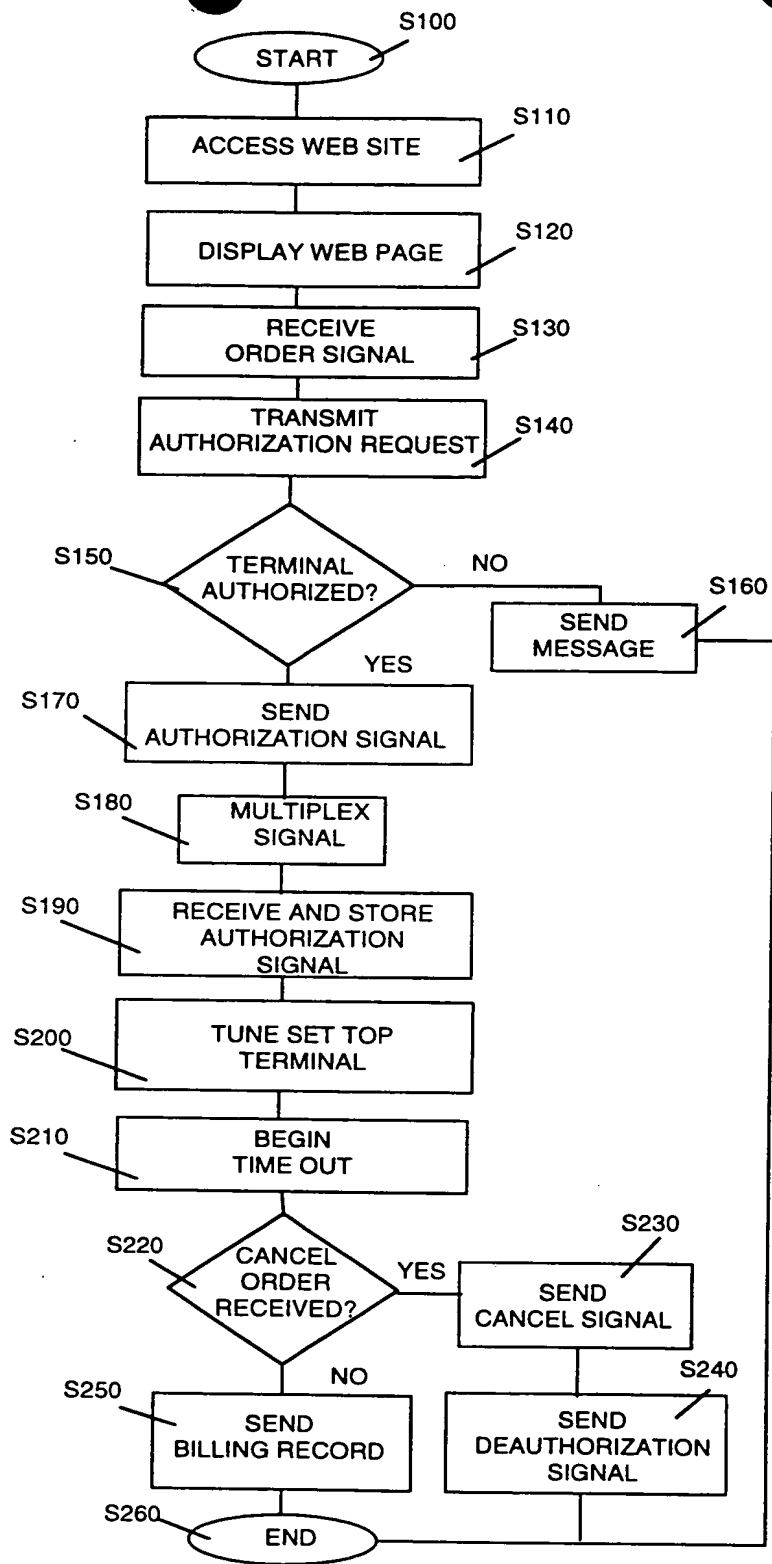 S100
START
S110
ACCESS WEB SITE
S120
DISPLAY WEB PAGE
S130
RECEIVE
ORDER SIGNAL
S140
TRANSMIT
AUTHORIZATION REQUEST
S150
TERMINAL
AUTHORIZED?
NO
S160
SEND
MESSAGE
YES
S170
SEND
AUTHORIZATION SIGNAL
S180
MULTIPLEX
SIGNAL
S190
RECEIVE AND STORE
AUTHORIZATION
SIGNAL
S200
TUNE SET TOP
TERMINAL
S210
BEGIN
TIME OUT
S220
CANCEL
ORDER
RECEIVED?
YES
S230
SEND
CANCEL SIGNAL
NO
S240
SEND
DEAUTHORIZATION
SIGNAL
S250
SEND
BILLING RECORD
S260
END